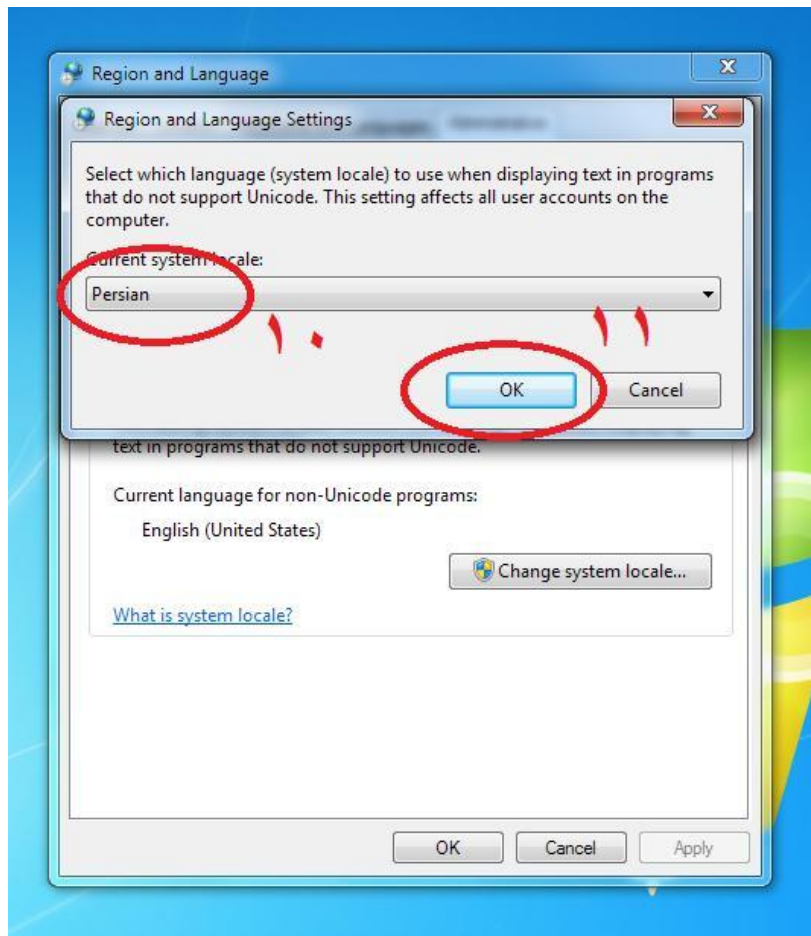 Region and Language
Region and Language Settings
Select which language (system locale) to use when displaying text in programs
that do not support Unicode. This setting affects all user accounts on the
computer.
Current system locale:
Persian
۱۰
۱۱
OK
Cancel
text in programs that do not support Unicode.
Current language for non-Unicode programs:
English (United States)
Change system locale...
What is system locale?
OK
Cancel
Apply